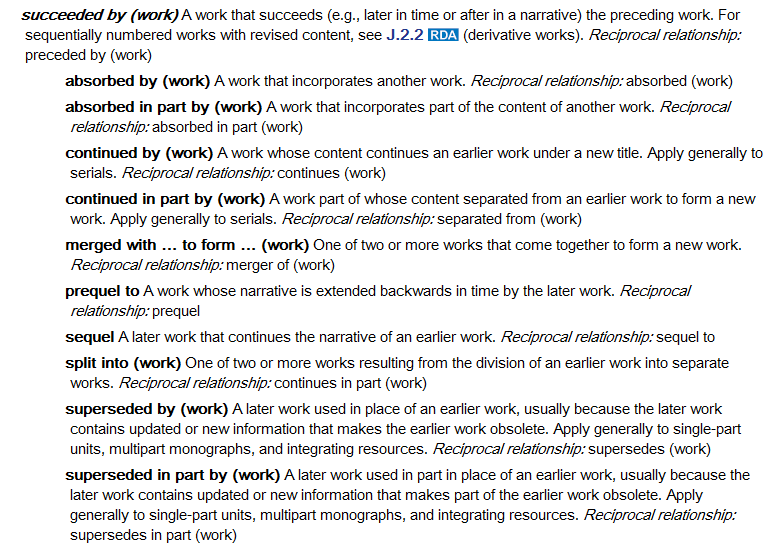 succeeded by (work) A work that succeeds (e.g., later in time or after in a narrative) the preceding work. For
sequentially numbered works with revised content, see J.2.2 RDA (derivative works). Reciprocal relationship:
preceded by (work)
absorbed by (work) A work that incorporates another work. Reciprocal relationship: absorbed (work)
absorbed in part by (work) A work that incorporates part of the content of another work. Reciprocal
relationship: absorbed in part (work)
continued by (work) A work whose content continues an earlier work under a new title. Apply generally to
serials. Reciprocal relationship: continues (work)
continued in part by (work) A work part of whose content separated from an earlier work to form a new
work. Apply generally to serials. Reciprocal relationship: separated from (work)
merged with ... to form ... (work) One of two or more works that come together to form a new work.
Reciprocal relationship: merger of (work)
prequel to A work whose narrative is extended backwards in time by the later work. Reciprocal
relationship: prequel
sequel A later work that continues the narrative of an earlier work. Reciprocal relationship: sequel to
split into (work) One of two or more works resulting from the division of an earlier work into separate
works. Reciprocal relationship: continues in part (work)
superseded by (work) A later work used in place of an earlier work, usually because the later work
contains updated or new information that makes the earlier work obsolete. Apply generally to single-part
units, multipart monographs, and integrating resources. Reciprocal relationship: supersedes (work)
superseded in part by (work) A later work used in part in place of an earlier work, usually because the
later work contains updated or new information that makes part of the earlier work obsolete. Apply
generally to single-part units, multipart monographs, and integrating resources. Reciprocal relationship:
supersedes in part (work)